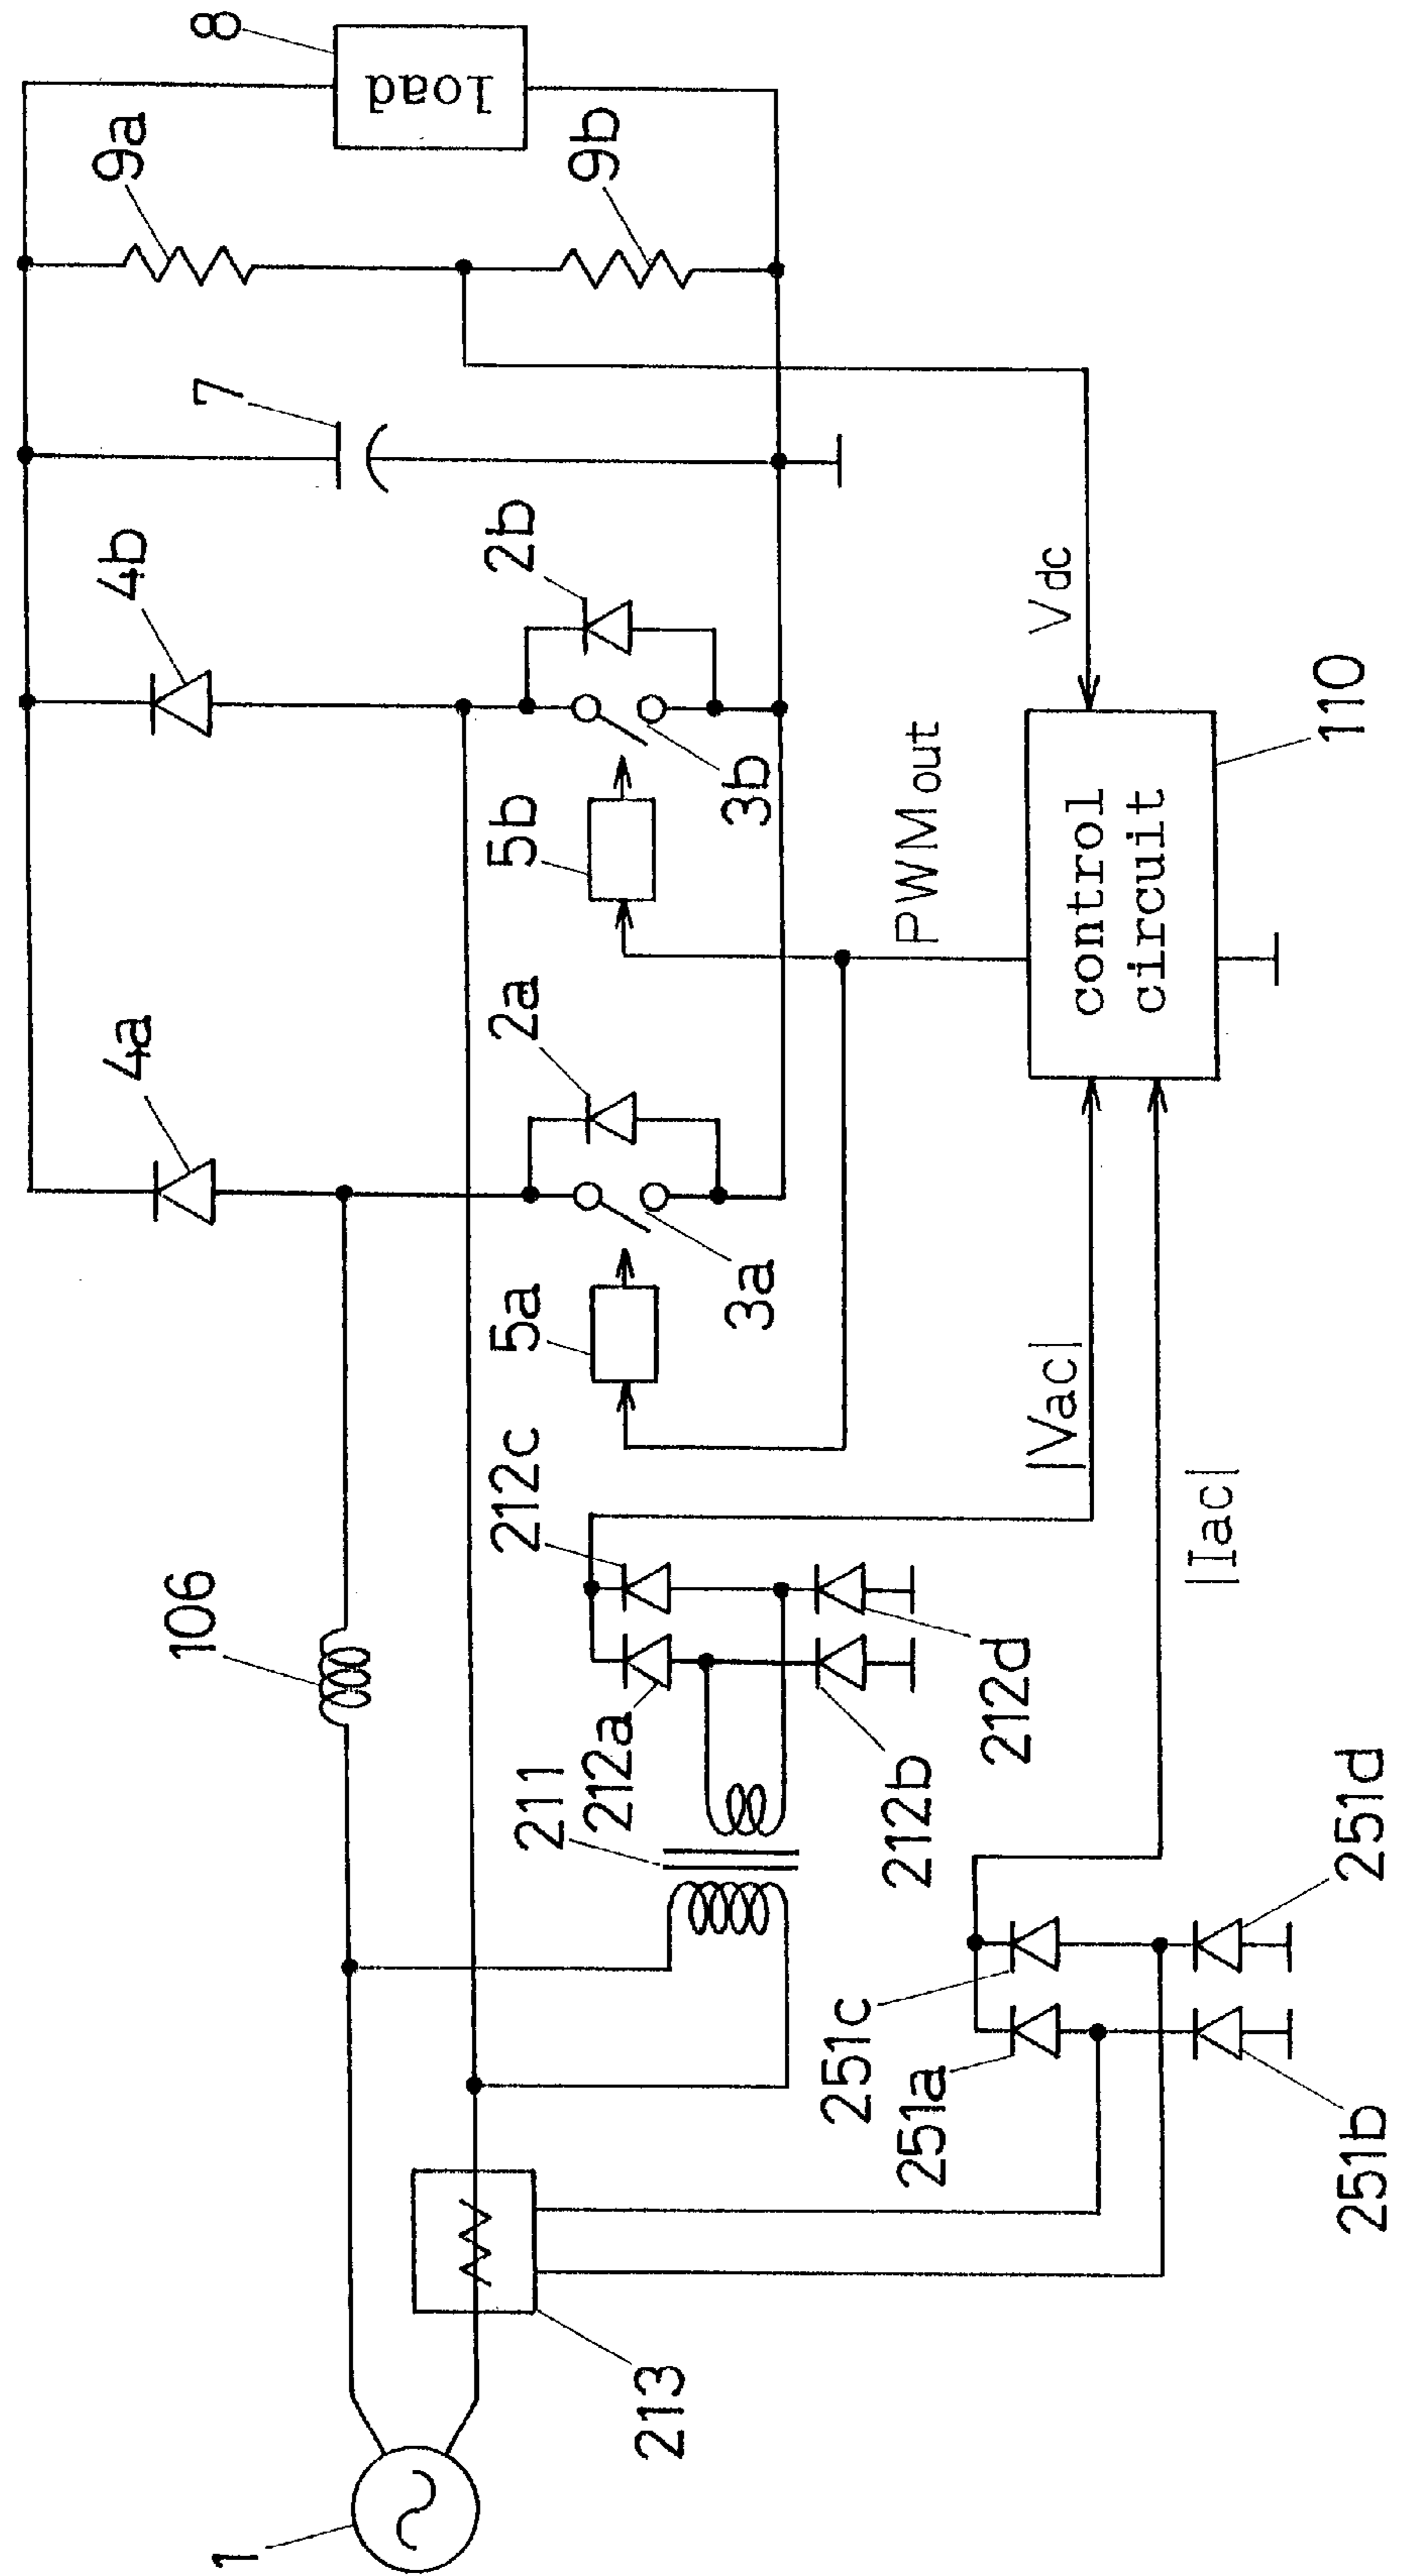 1
213
106
211
212a
212b
212c
212d
251a
251b
251c
251d
|Vac|
|Iac|
4a
4b
5a
5b
3a
3b
2a
2b
PWMout
control
circuit
110
Vdc
7
9a
9b
load
8